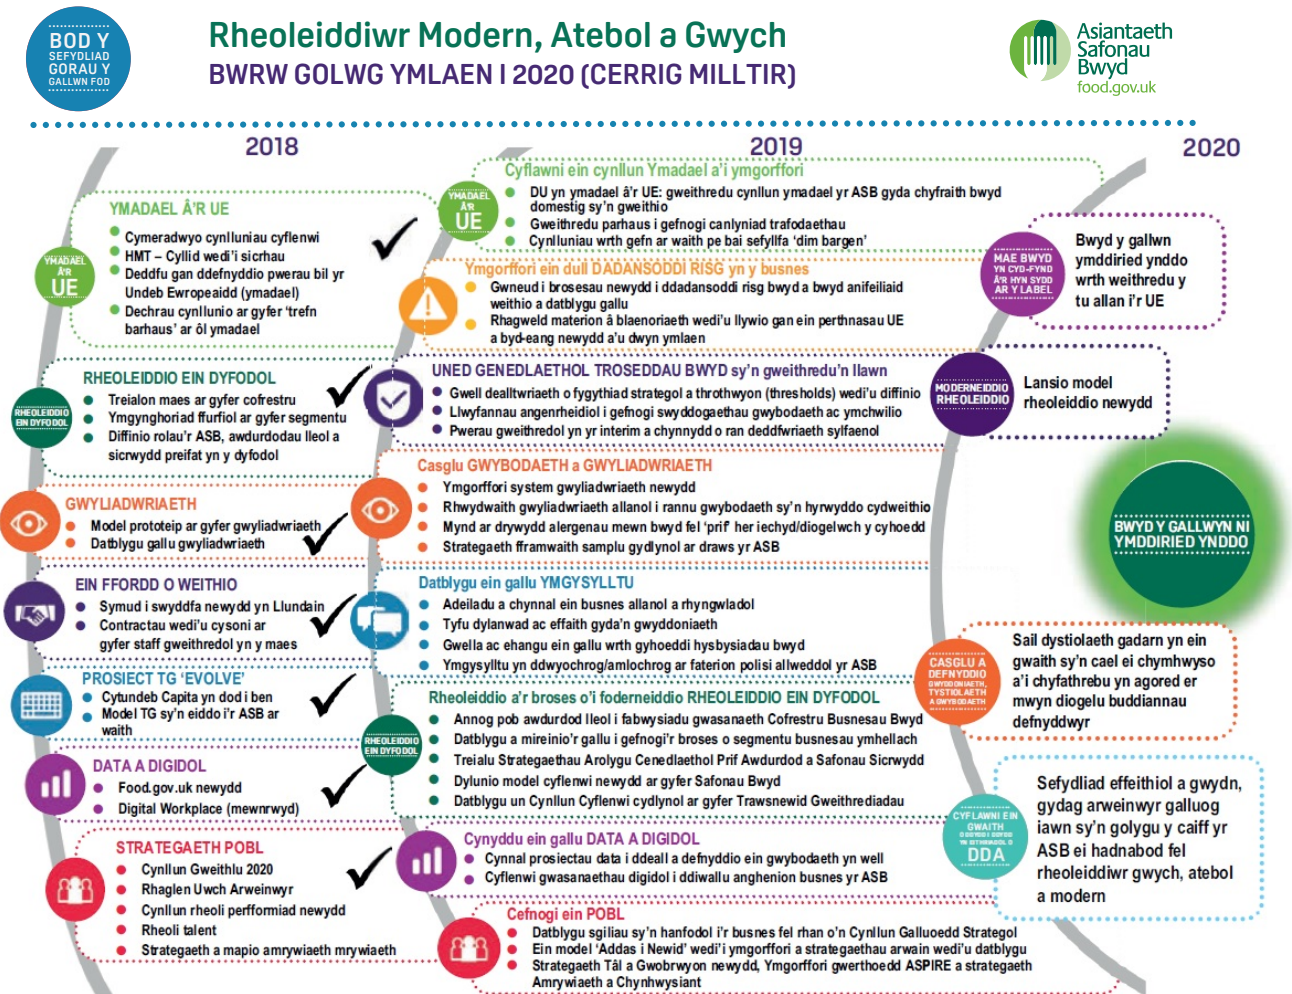 BOD Y
SEFYDLIAD
GORAU Y
GALLWN FOD
Rheoleiddiwr Modern, Atebol a Gwych
BWRW GOLWG YMLAEN I 2020 (CERRIG MILLTIR)
Asiantaeth
Safonau
Bwyd
food.gov.uk
2018
YMADAEL Â'R UE
YMADAEL
Â'R
UE
Cymeradwyo cynlluniau cyflenwi
HMT – Cyllid wedi'i sicrhau
Deddfu gan ddefnyddio pwerau bil yr
Undeb Ewropeaidd (ymadael)
Dechrau cynllunio ar gyfer 'trefn
barhaus' ar ôl ymadael
RHEOLEIDDIO EIN DYFODOL
RHEOLEIDDIO
EIN DYFODOL
Treialon maes ar gyfer cofrestru
Ymgynghoriad ffurfiol ar gyfer segmentu
Diffinio rolau'r ASB, awdurdodau lleol a
sicrwydd preifat yn y dyfodol
GWYLIADWRIAETH
Model prototeip ar gyfer gwyliadwriaeth
Datblygu gallu gwyliadwriaeth
EIN FFORDD O WEITHIO
Symud i swyddfa newydd yn Llundain
Contractau wedi'u cysoni ar
gyfer staff gweithredol yn y maes
PROSIECT TG 'EVOLVE'
Cytundeb Capita yn dod i ben
Model TG sy'n eiddo i'r ASB ar
waith
DATA A DIGIDOL
Food.gov.uk newydd
Digital Workplace (mewnrwyd)
STRATEGAETH POBL
Cynllun Gweithlu 2020
Rhaglen Uwch Arweinwyr
Cynllun rheoli perfformiad newydd
Rheoli talent
Strategaeth a mapio amrywiaeth mrywiaeth
2019
Cyflawni ein cynllun Ymadael a'i ymgorffori
YMADAEL
ÂR
UE
DU yn ymadael â'r UE: gweithredu cynllun ymadael yr ASB gyda chyfraith bwyd
domestig sy'n gweithio
Gweithredu parhaus i gefnogi canlyniad trafodaethau
Cynlluniau wrth gefn ar waith pe bai sefyllfa 'dim bargen'
Ymgorffori ein dull DADANSODDI RISG yn y busnes
Gwneud i brosesau newydd i ddadansoddi risg bwyd a bwyd anifeiliaid
weithio a datblygu gallu
Rhagweld materion â blaenoriaeth wedi'u llywio gan ein perthnasau UE
a byd-eang newydd a'u dwyn ymlaen
UNED GENEDLAETHOL TROSEDDAU BWYD sy'n gweithredu'n llawn
Gwell dealltwriaeth o fygythiad strategol a throthwyon (thresholds) wedi'u diffinio
Llwyfannau angenrheidiol i gefnogi swyddogaethau gwybodaeth ac ymchwilio
Pwerau gweithredol yn yr interim a chynnydd o ran deddfwriaeth sylfaenol
Casglu GWYBODAETH a GWYLIADWRIAETH
Ymgorffori system gwyliadwriaeth newydd
Rhwydwaith gwyliadwriaeth allanol i rannu gwybodaeth sy'n hyrwyddo cydweithio
Mynd ar drywydd alergenau mewn bwyd fel 'prif' her iechyd/diogelwch y cyhoedd
Strategaeth fframwaith samplu gydlynol ar draws yr ASB
Datblygu ein gallu YMGYSYLLTU
Adeiladu a chynnal ein busnes allanol a rhyngwladol
Tyfu dylanwad ac effaith gyda'n gwyddoniaeth
Gwella ac ehangu ein gallu wrth gyhoeddi hysbysiadau bwyd
Ymgysylltu yn ddwyochrog/amlochrog ar faterion polisi allweddol yr ASB
Rheoleiddio a'r broses o'i foderneiddio RHEOLEIDDIO EIN DYFODOL
RHEOLEIDDIO
EIN DYFODOL
Annog pob awdurdod lleol i fabwysiadu gwasanaeth Cofrestru Busnesau Bwyd
Datblygu a mireinio'r gallu i gefnogi'r broses o segmentu busnesau ymhellach
Treialu Strategaethau Arolygu Cenedlaethol Prif Awdurdod a Safonau Sicrwydd
Dylunio model cyflenwi newydd ar gyfer Safonau Bwyd
Datblygu un Cynllun Cyflenwi cydlynol ar gyfer Trawsnewid Gweithrediadau
Cynyddu ein gallu DATA A DIGIDOL
Cynnal prosiectau data i ddeall a defnyddio ein gwybodaeth yn well
Cyflenwi gwasanaethau digidol i ddiwallu anghenion busnes yr ASB
Cefnogi ein POBL
Datblygu sgiliau sy'n hanfodol i'r busnes fel rhan o'n Cynllun Galluoedd Strategol
Ein model 'Addas i Newid' wedi'i ymgorffori a strategaethau arwain wedi'u datblygu
Strategaeth Tâl a Gwobrwyon newydd, Ymgorffori gwerthoedd ASPIRE a strategaeth
Amrywiaeth a Chynhwysiant
2020
MAE BWYD
YN CYD-FYND
Â'R HYN SYDD
AR Y LABEL
Bwyd y gallwn
ymddiried ynddo
wrth weithredu y
tu allan i'r UE
MODERNEIDDIO
RHEOLEIDDIO
Lansio model
rheoleiddio newydd
BWYD Y GALLWYN NI
YMDDIRIED YNDDO
CASGLU A
DEFNYDDIO
GWYDDONIAETH,
TYSTIOLAETH
A GWYBODAETH
Sail dystiolaeth gadarn yn ein
gwaith sy'n cael ei chymhwyso
a'i chyfathrebu yn agored er
mwyn diogelu buddiannau
defnyddwyr
CYFLAWNI EIN
GWAITH
DDA
Sefydliad effeithiol a gwydn,
gydag arweinwyr galluog
iawn sy'n golygu y caiff yr
ASB ei hadnabod fel
rheoleiddiwr gwych, atebol
a modern